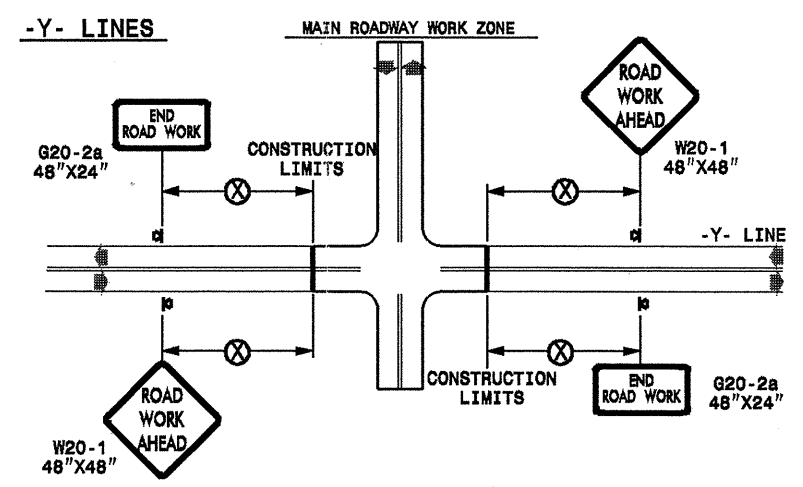 -Y- LINES
MAIN ROADWAY WORK ZONE
END
ROAD WORK
G20-2a
48"X24"
CONSTRUCTION
LIMITS
X
ROAD
WORK
AHEAD
W20-1
48"X48"
X
-Y- LINE
X
ROAD
WORK
AHEAD
W20-1
48"X48"
CONSTRUCTION
LIMITS
X
END
ROAD WORK
G20-2a
48"X24"